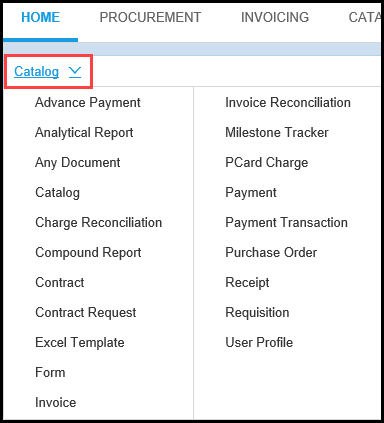 HOME PROCUREMENT INVOICING CATA
Catalog
Advance Payment
Analytical Report
Any Document
Catalog
Charge Reconciliation
Compound Report
Contract
Contract Request
Excel Template
Form
Invoice
Invoice Reconciliation
Milestone Tracker
PCard Charge
Payment
Payment Transaction
Purchase Order
Receipt
Requisition
User Profile